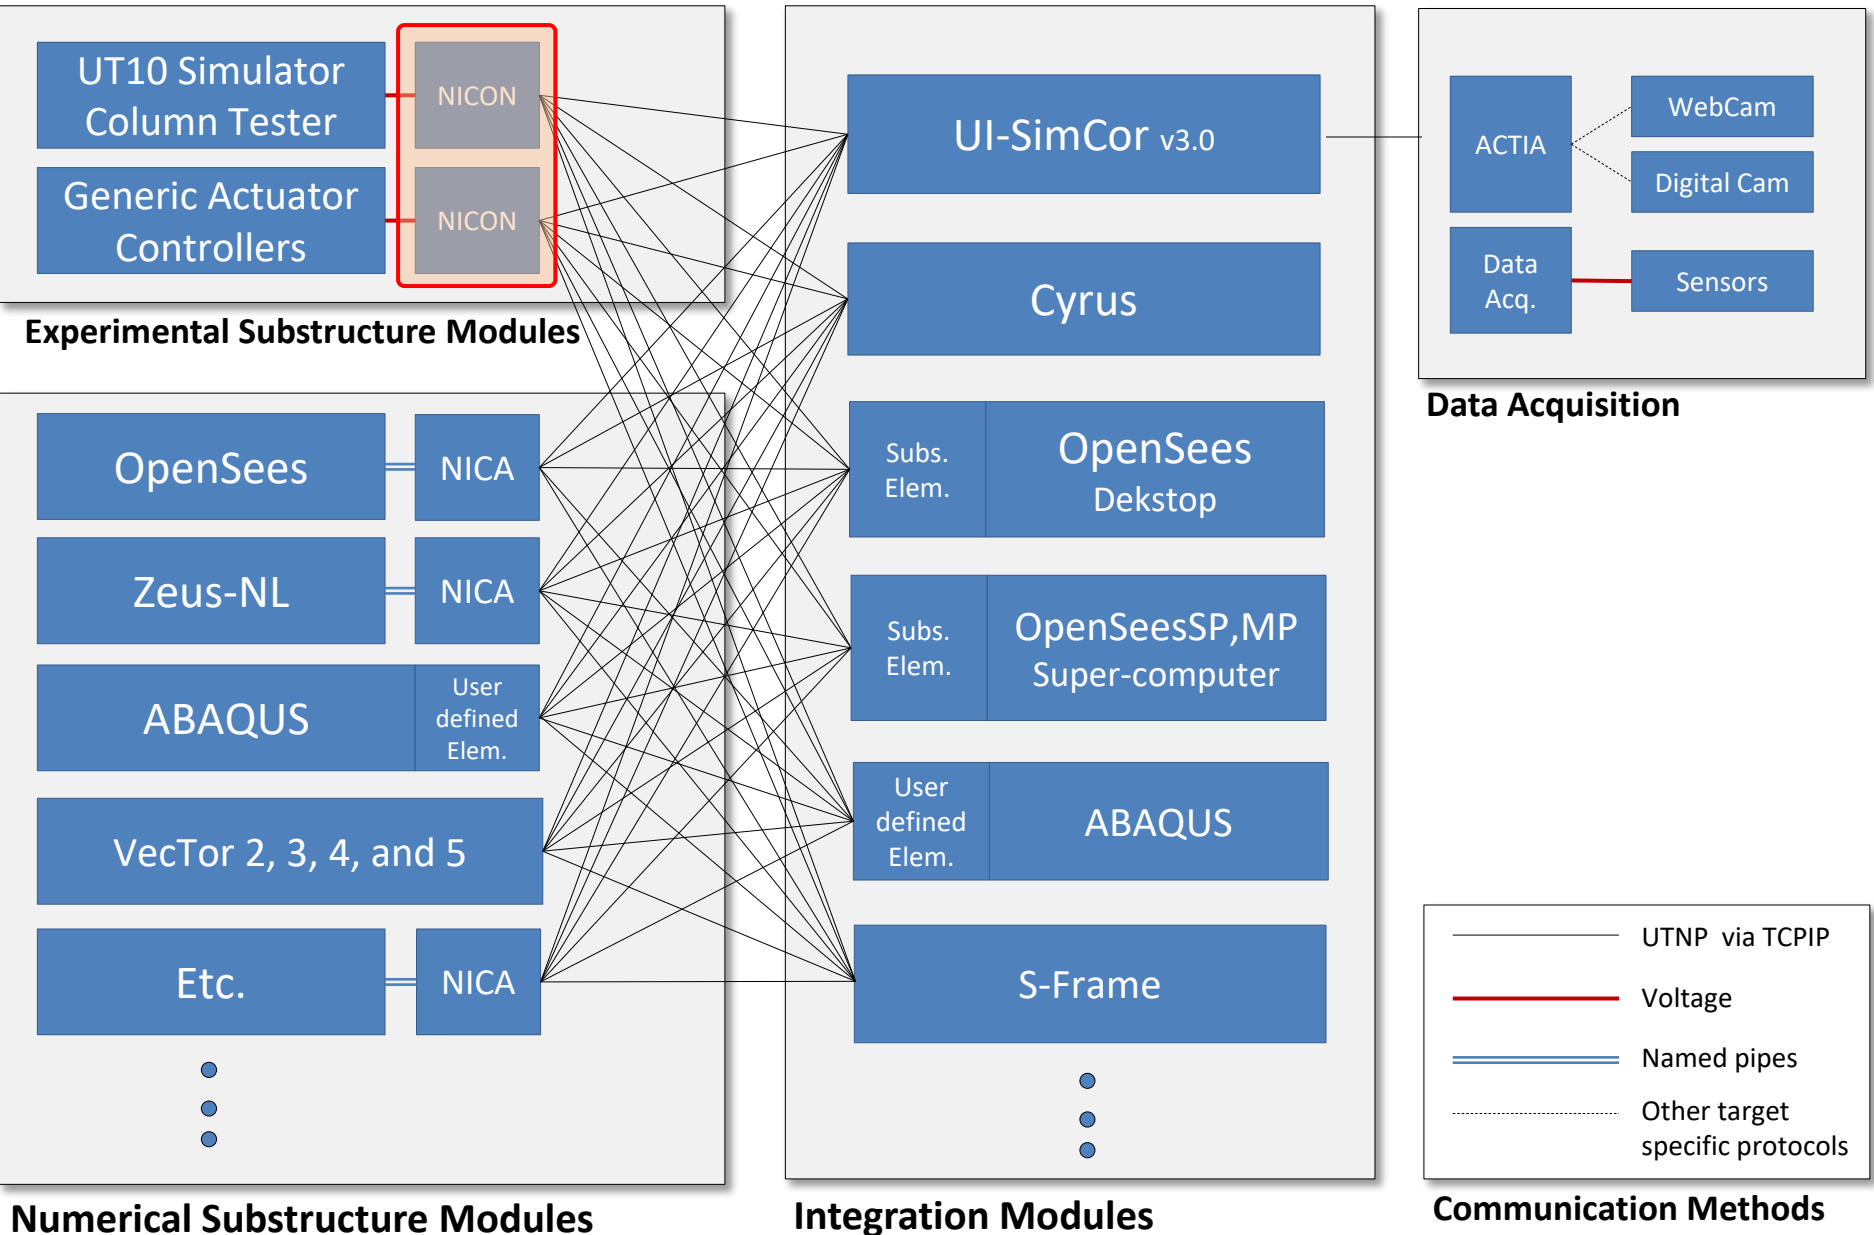 UT10 Simulator
Column Tester
NICON
Generic Actuator
Controllers
NICON
Experimental Substructure Modules
OpenSees
NICA
Zeus-NL
NICA
ABAQUS
User
defined
Elem.
VecTor 2, 3, 4, and 5
Etc.
NICA
Numerical Substructure Modules
UI-SimCor v3.0
Cyrus
Subs.
Elem.
OpenSees
Dekstop
Subs.
Elem.
OpenSeesSP,MP
Super-computer
User
defined
Elem.
ABAQUS
S-Frame
Integration Modules
ACTIA
WebCam
Digital Cam
Data
Acq.
Sensors
Data Acquisition
UTNP via TCPIP
Voltage
Named pipes
Other target
specific protocols
Communication Methods